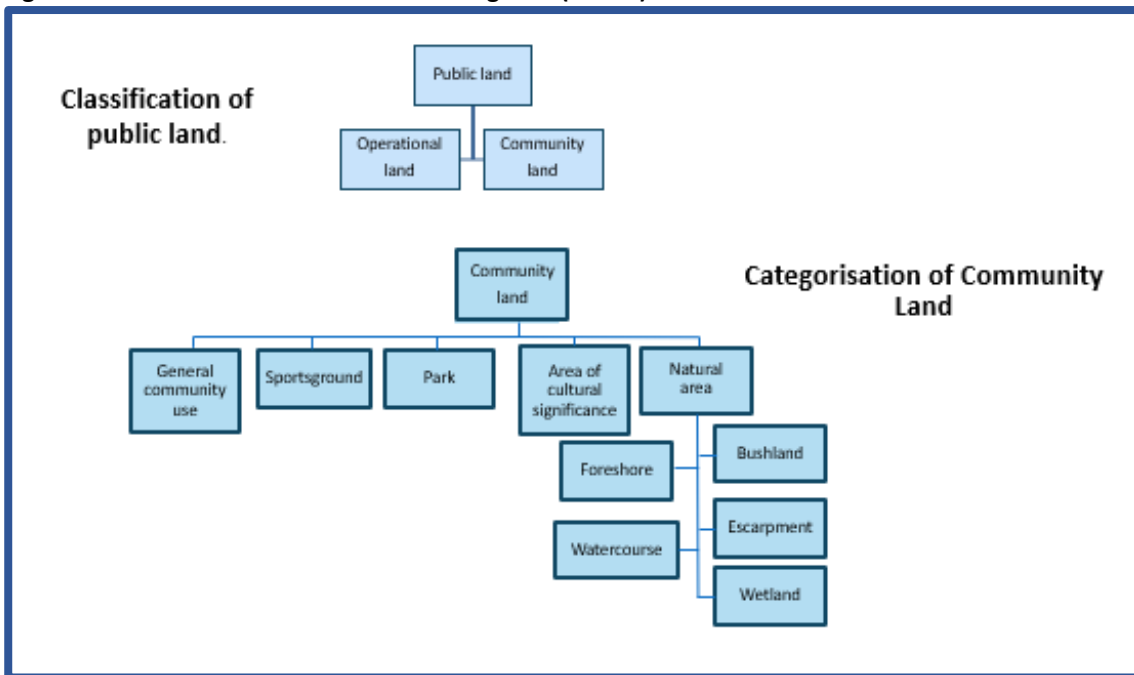 Classification of
public land.
Public land
Operational
land
Community
land
Community
land
Categorisation of Community
Land
General
community
use
Sportsground
Park
Area of
cultural
significance
Natural
area
Foreshore
Bushland
Watercourse
Escarpment
Wetland